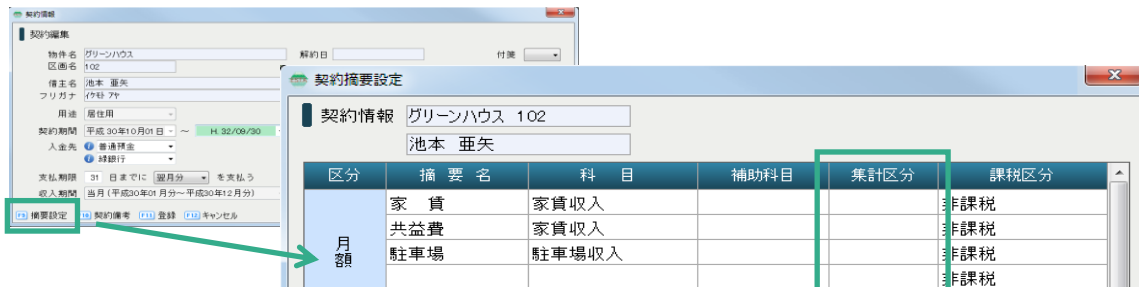 契約情報
契約編集
物件名 グリーンハウス 解約日 付箋
区画名 102
借主名 池本 亜矢
フリガナ イケモト アヤ
用途 居住用
契約期間 平成 30年10月01日 ～ H. 32/09/30
入金先 普通預金
緑銀行
支払期限 31 日までに 翌月分 を支払う
収入期間 当月(平成30年01月分～平成30年12月分)
F9 摘要設定 契約備考 F11 登録 F12 キャンセル
契約摘要設定
契約情報 グリーンハウス 102
池本 亜矢
区分 摘要名 科目 補助科目 集計区分 課税区分
月額
家 賃 家賃収入 非課税
共益費 家賃収入 非課税
駐車場 駐車場収入 非課税
非課税